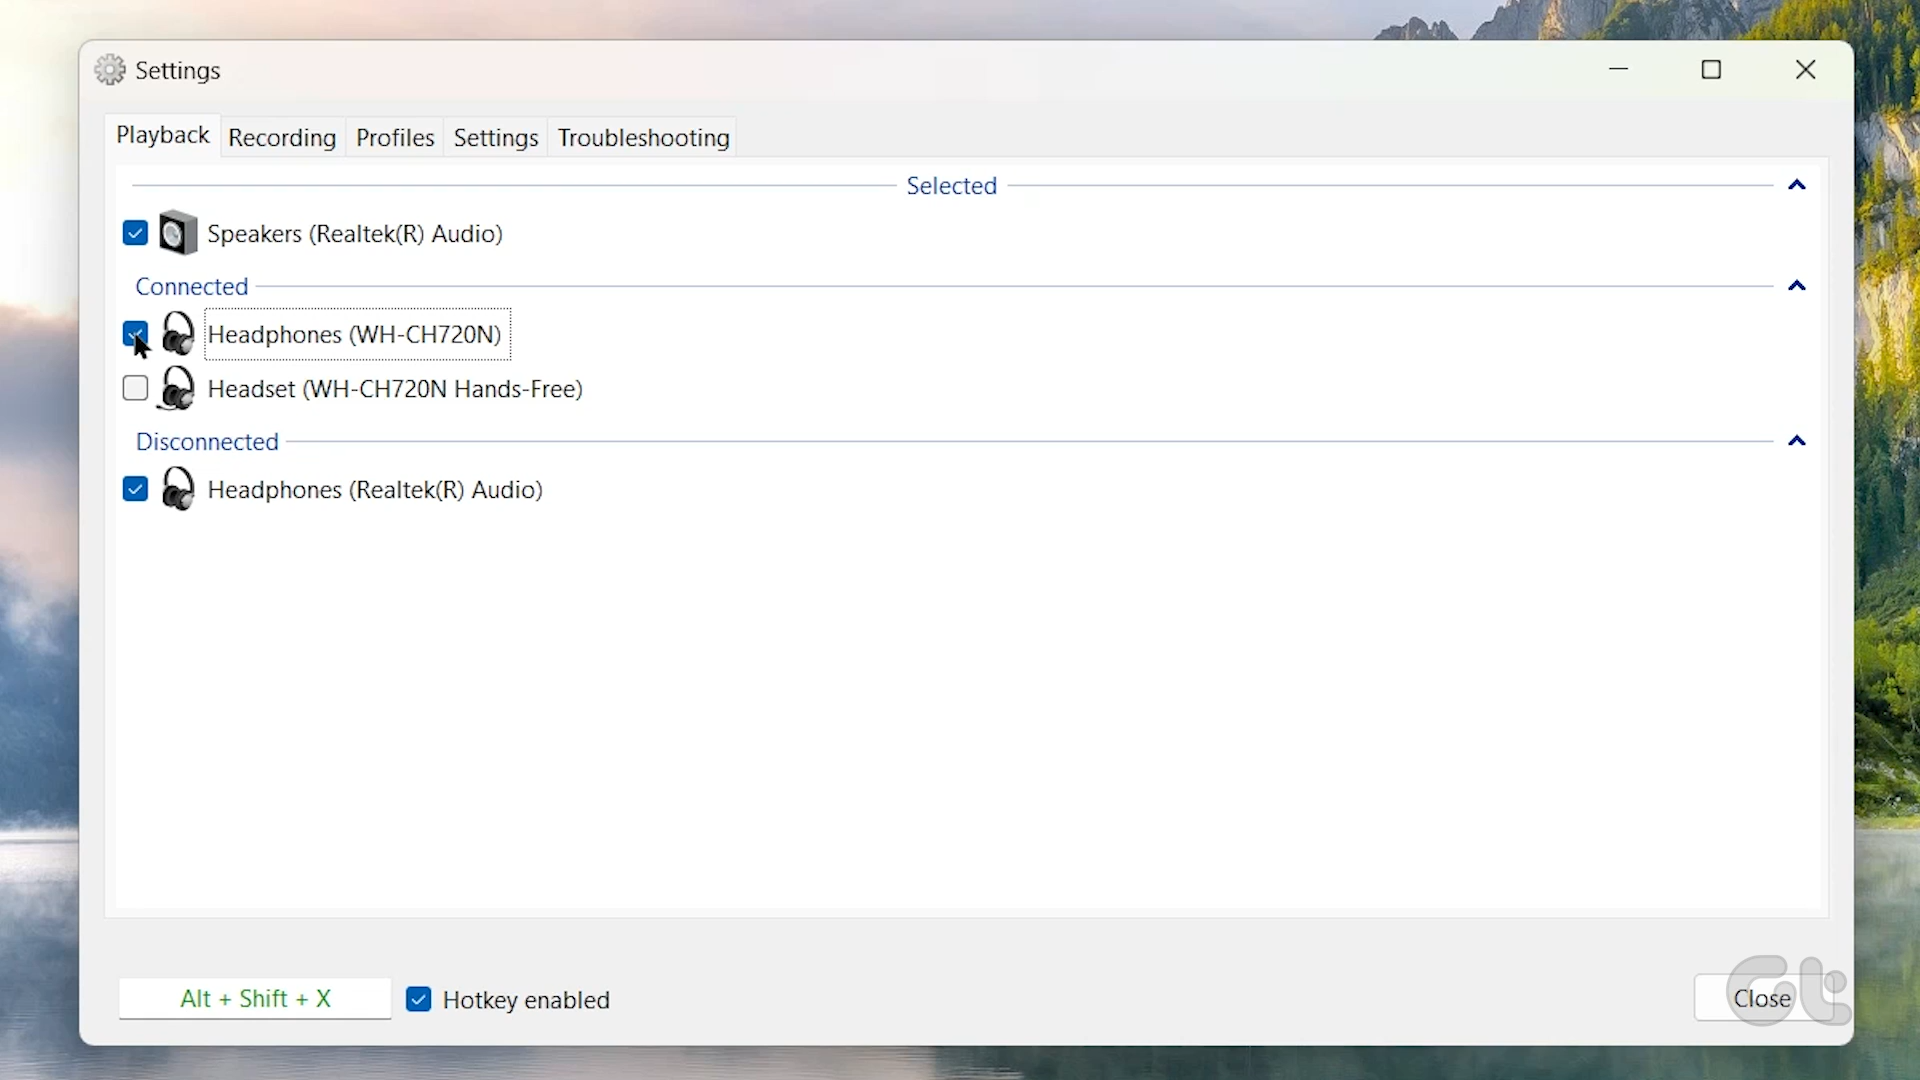 Settings
Playback Recording Profiles Settings Troubleshooting
Selected
Speakers (Realtek(R) Audio)
Connected
Headphones (WH-CH720N)
Headset (WH-CH720N Hands-Free)
Disconnected
Headphones (Realtek(R) Audio)
Alt + Shift + X Hotkey enabled Close
Gt